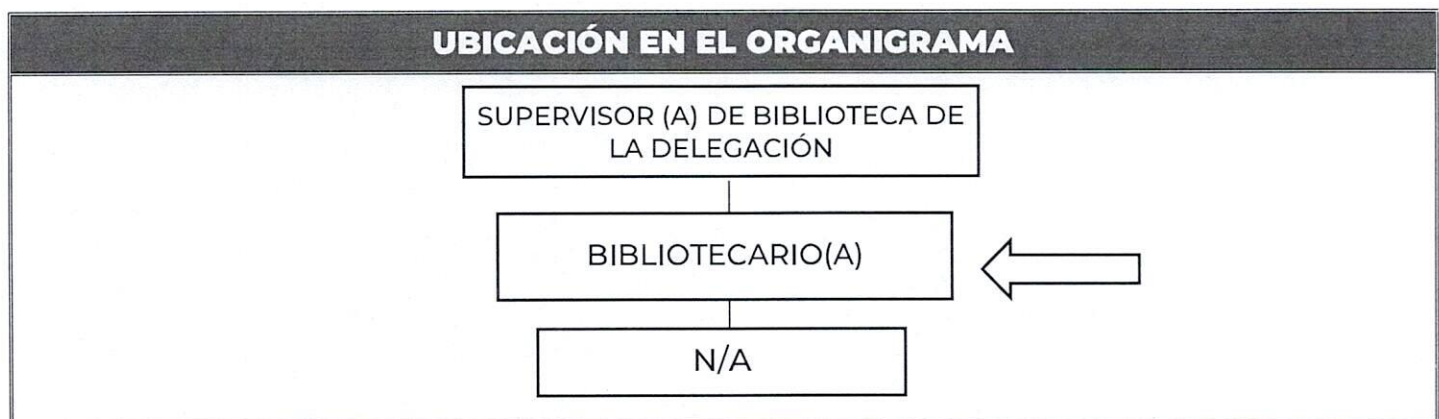 UBICACIÓN EN EL ORGANIGRAMA
SUPERVISOR (A) DE BIBLIOTECA DE
LA DELEGACIÓN
BIBLIOTECARIO(A)
N/A